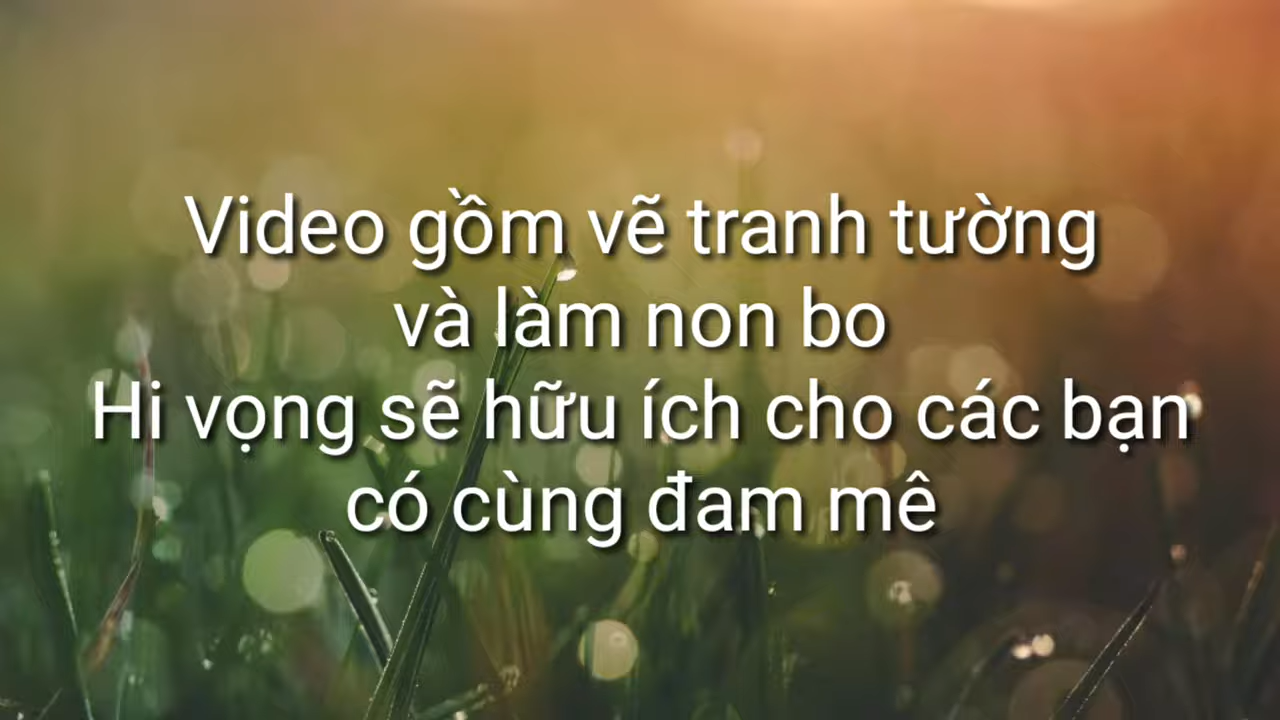 Video gồm vẽ tranh tường
và làm non bo
Hi vọng sẽ hữu ích cho các bạn
có cùng đam mê